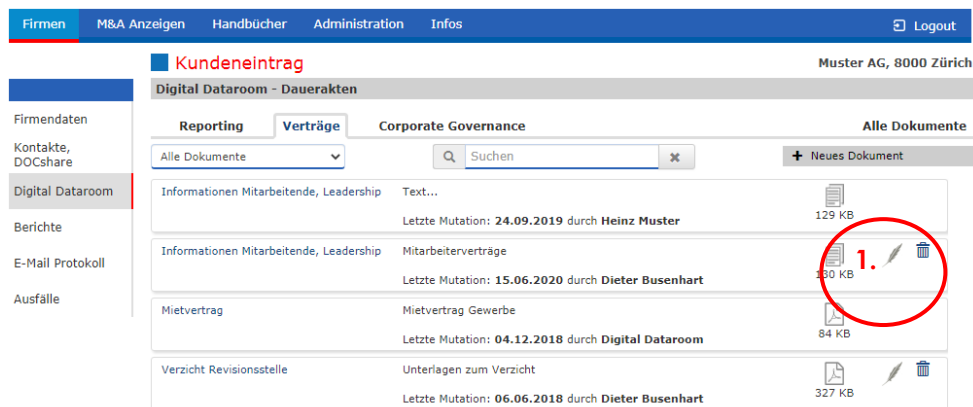 Firmen M&A Anzeigen Handbücher Administration Infos Logout
Kundeneintrag Muster AG, 8000 Zürich
Digital Dataroom - Dauerakten
Firmendaten
Kontakte,
DOCshare
Digital Dataroom
Berichte
E-Mail Protokoll
Ausfälle
Reporting Verträge Corporate Governance Alle Dokumente
Alle Dokumente Suchen + Neues Dokument
Informationen Mitarbeitende, Leadership Text...
Letzte Mutation: 24.09.2019 durch Heinz Muster 129 KB
Informationen Mitarbeitende, Leadership Mitarbeiterverträge 1.
Letzte Mutation: 15.06.2020 durch Dieter Busenhart 130 KB
Mietvertrag Mietvertrag Gewerbe
Letzte Mutation: 04.12.2018 durch Digital Dataroom 84 KB
Verzicht Revisionsstelle Unterlagen zum Verzicht
Letzte Mutation: 06.06.2018 durch Dieter Busenhart 327 KB